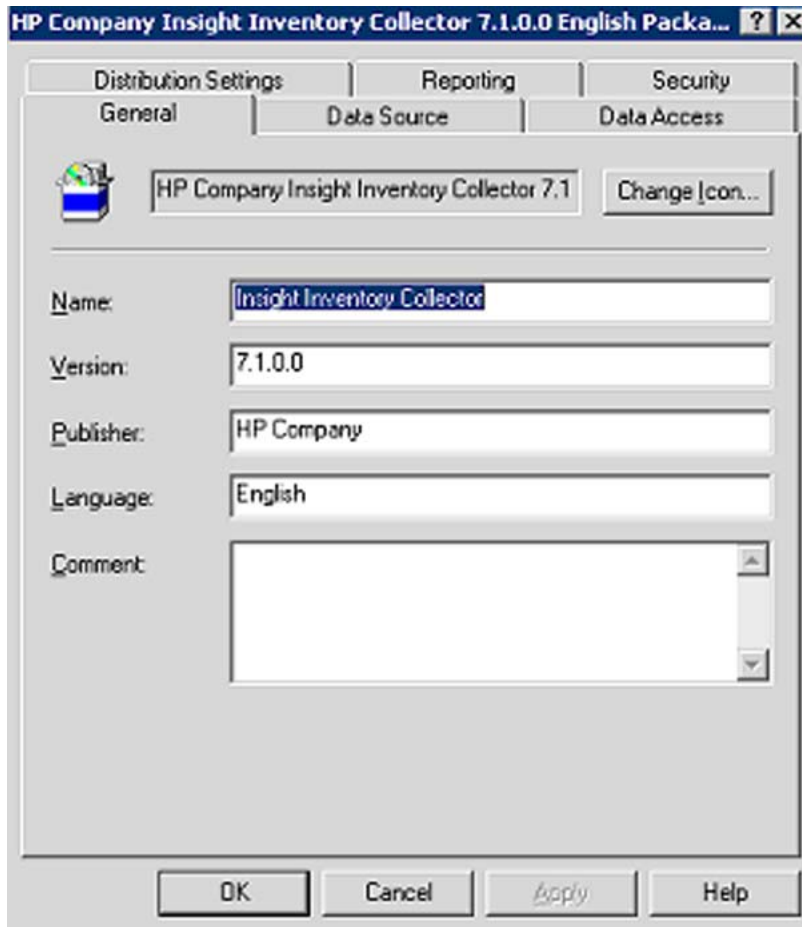 HP Company Insight Inventory Collector 7.1.0.0 English Packa...
Distribution Settings
Reporting
Security
General
Data Source
Data Access
HP Company Insight Inventory Collector 7.1
Change Icon...
Name:
Insight Inventory Collector
Version:
7.1.0.0
Publisher:
HP Company
Language:
English
Comment:
OK
Cancel
Apply
Help